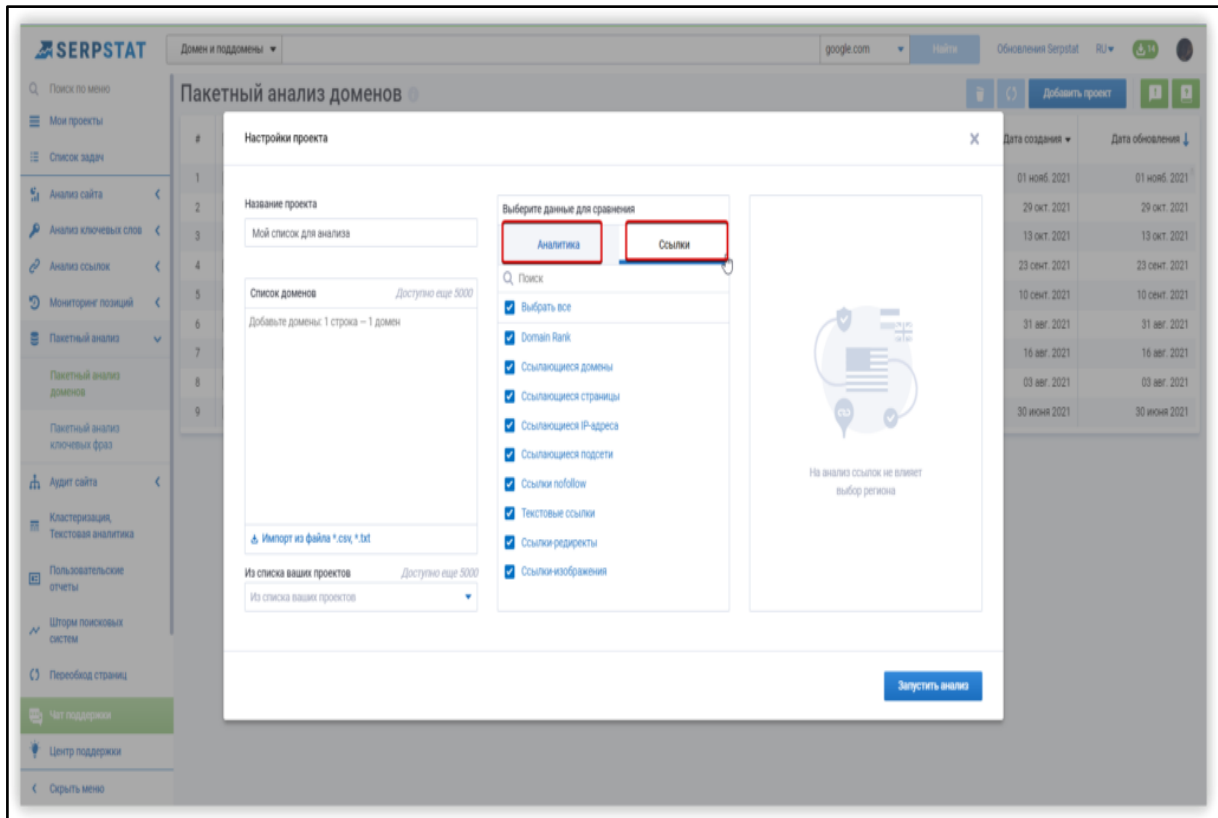 SERPSTAT
Домен и поддомены
google.com
Найти
Обновления Serpstat
RU
14
Поиск по меню
Мои проекты
Список задач
Анализ сайта
Анализ ключевых слов
Анализ ссылок
Мониторинг позиций
Пакетный анализ
Пакетный анализ
доменов
Пакетный анализ
ключевых фраз
Аудит сайта
Кластеризация,
Текстовая аналитика
Пользовательские
отчеты
Шторм поисковых
систем
Переобход страниц
Чат поддержки
Центр поддержки
Скрыть меню
Пакетный анализ доменов
Добавить проект
#
Дата создания
Дата обновления
1
01 нояб. 2021
01 нояб. 2021
2
29 окт. 2021
29 окт. 2021
3
13 окт. 2021
13 окт. 2021
4
23 сент. 2021
23 сент. 2021
5
10 сент. 2021
10 сент. 2021
6
31 авг. 2021
31 авг. 2021
7
16 авг. 2021
16 авг. 2021
8
03 авг. 2021
03 авг. 2021
9
30 июня 2021
30 июня 2021
Настройки проекта
Название проекта
Мой список для анализа
Список доменов
Доступно еще 5000
Добавьте домены: 1 строка – 1 домен
Импорт из файла *.csv, *.txt
Из списка ваших проектов
Доступно еще 5000
Из списка ваших проектов
Выберите данные для сравнения
Аналитика
Ссылки
Поиск
Выбрать все
Domain Rank
Ссылающиеся домены
Ссылающиеся страницы
Ссылающиеся IP-адреса
Ссылающиеся подсети
Ссылки nofollow
Текстовые ссылки
Ссылки-редиректы
Ссылки-изображения
На анализ ссылок не влияет
выбор региона
Запустить анализ